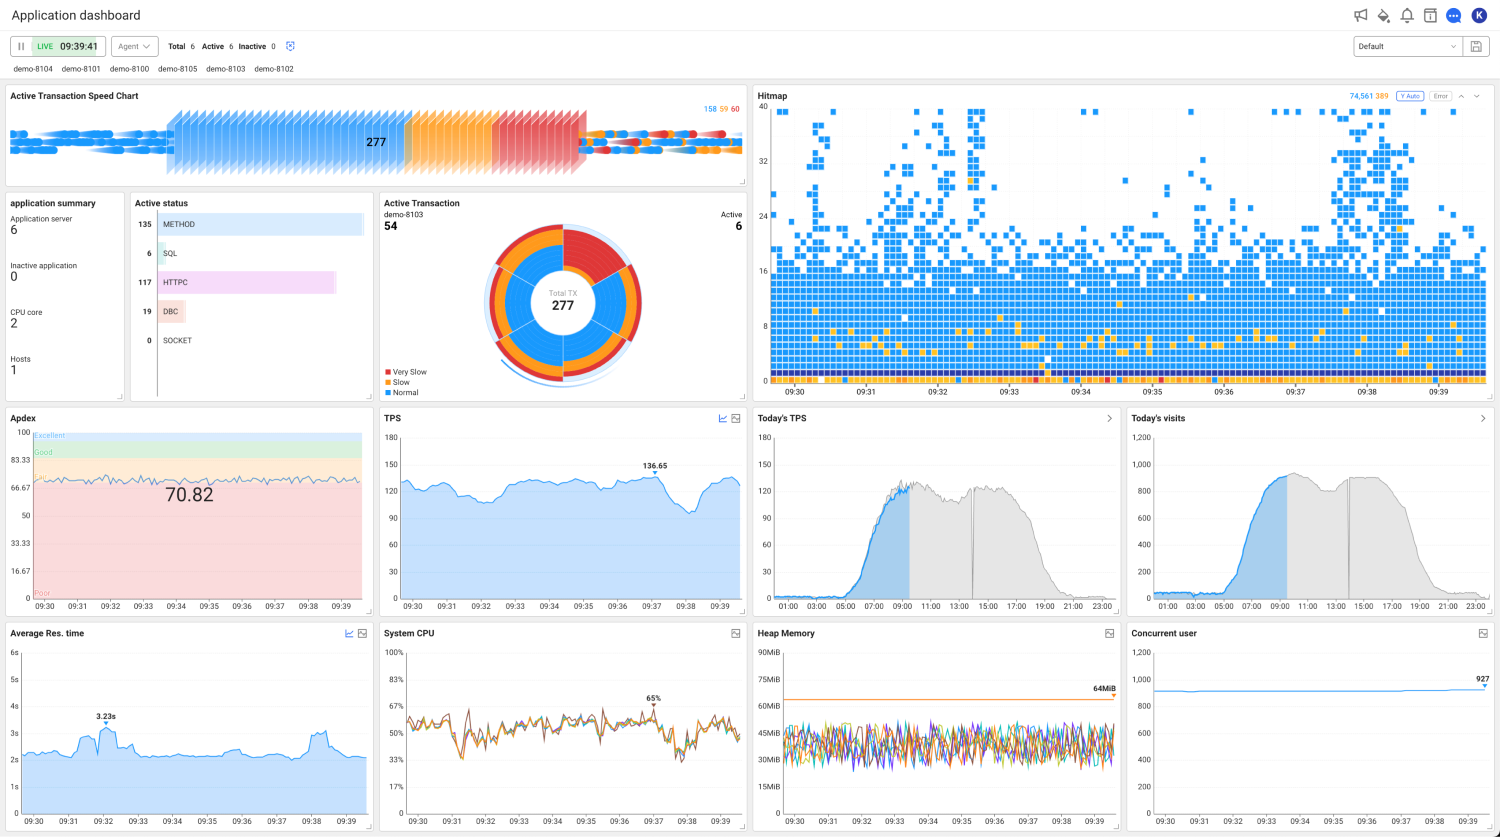 Application dashboard
K
LIVE 09:39:41
Agent
Total 6 Active 6 Inactive 0
Default
demo-8104 demo-8101 demo-8100 demo-8105 demo-8103 demo-8102
Active Transaction Speed Chart
158 59 60
277
Hitmap
74,561 389
Y Auto
Error
40
32
24
16
8
0
09:30 09:31 09:32 09:33 09:34 09:35 09:36 09:37 09:38 09:39
application summary
Application server
6
Inactive application
0
CPU core
2
Hosts
1
Active status
135 METHOD
6 SQL
117 HTTPC
19 DBC
0 SOCKET
Active Transaction
demo-8103
54
Active
6
Total TX
277
Very Slow
Slow
Normal
Apdex
100
83.33
66.67
50
33.33
16.67
0
Excellent
Good
70.82
Poor
09:30 09:31 09:32 09:33 09:34 09:35 09:36 09:37 09:38 09:39
TPS
180
150
120
90
60
30
0
136.65
09:30 09:31 09:32 09:33 09:34 09:35 09:36 09:37 09:38 09:39
Today's TPS
180
150
120
90
60
30
0
01:00 03:00 05:00 07:00 09:00 11:00 13:00 15:00 17:00 19:00 21:00 23:00
Today's visits
1,200
1,000
800
600
400
200
0
01:00 03:00 05:00 07:00 09:00 11:00 13:00 15:00 17:00 19:00 21:00 23:00
Average Res. time
6s
5s
4s
3s
2s
1s
0
3.23s
09:30 09:31 09:32 09:33 09:34 09:35 09:36 09:37 09:38 09:39
System CPU
100%
83%
67%
50%
33%
17%
0
65%
09:30 09:31 09:32 09:33 09:34 09:35 09:36 09:37 09:38 09:39
Heap Memory
90MiB
75MiB
60MiB
45MiB
30MiB
15MiB
0
64MiB
09:30 09:31 09:32 09:33 09:34 09:35 09:36 09:37 09:38 09:39
Concurrent user
1,200
1,000
800
600
400
200
0
927
09:30 09:31 09:32 09:33 09:34 09:35 09:36 09:37 09:38 09:39